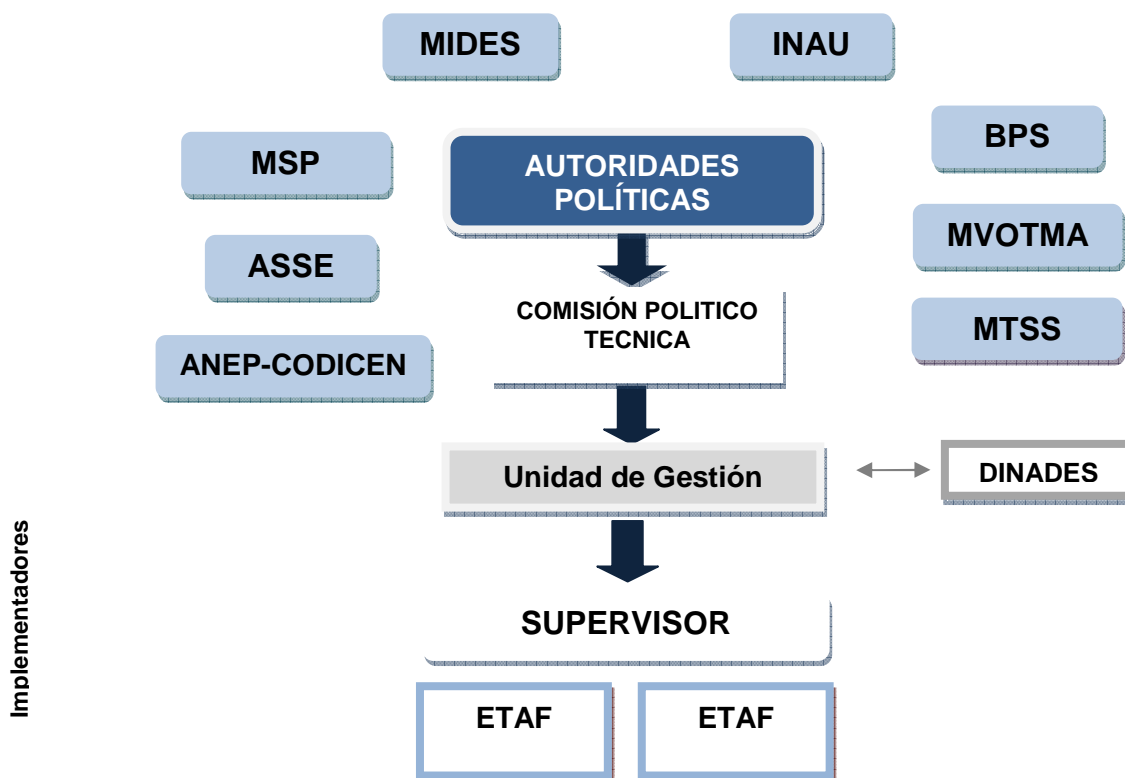 MIDES
INAU
MSP
AUTORIDADES
POLÍTICAS
BPS
ASSE
MVOTMA
COMISIÓN POLITICO
TECNICA
MTSS
ANEP-CODICEN
Unidad de Gestión
DINADES
Implementadores
SUPERVISOR
ETAF
ETAF